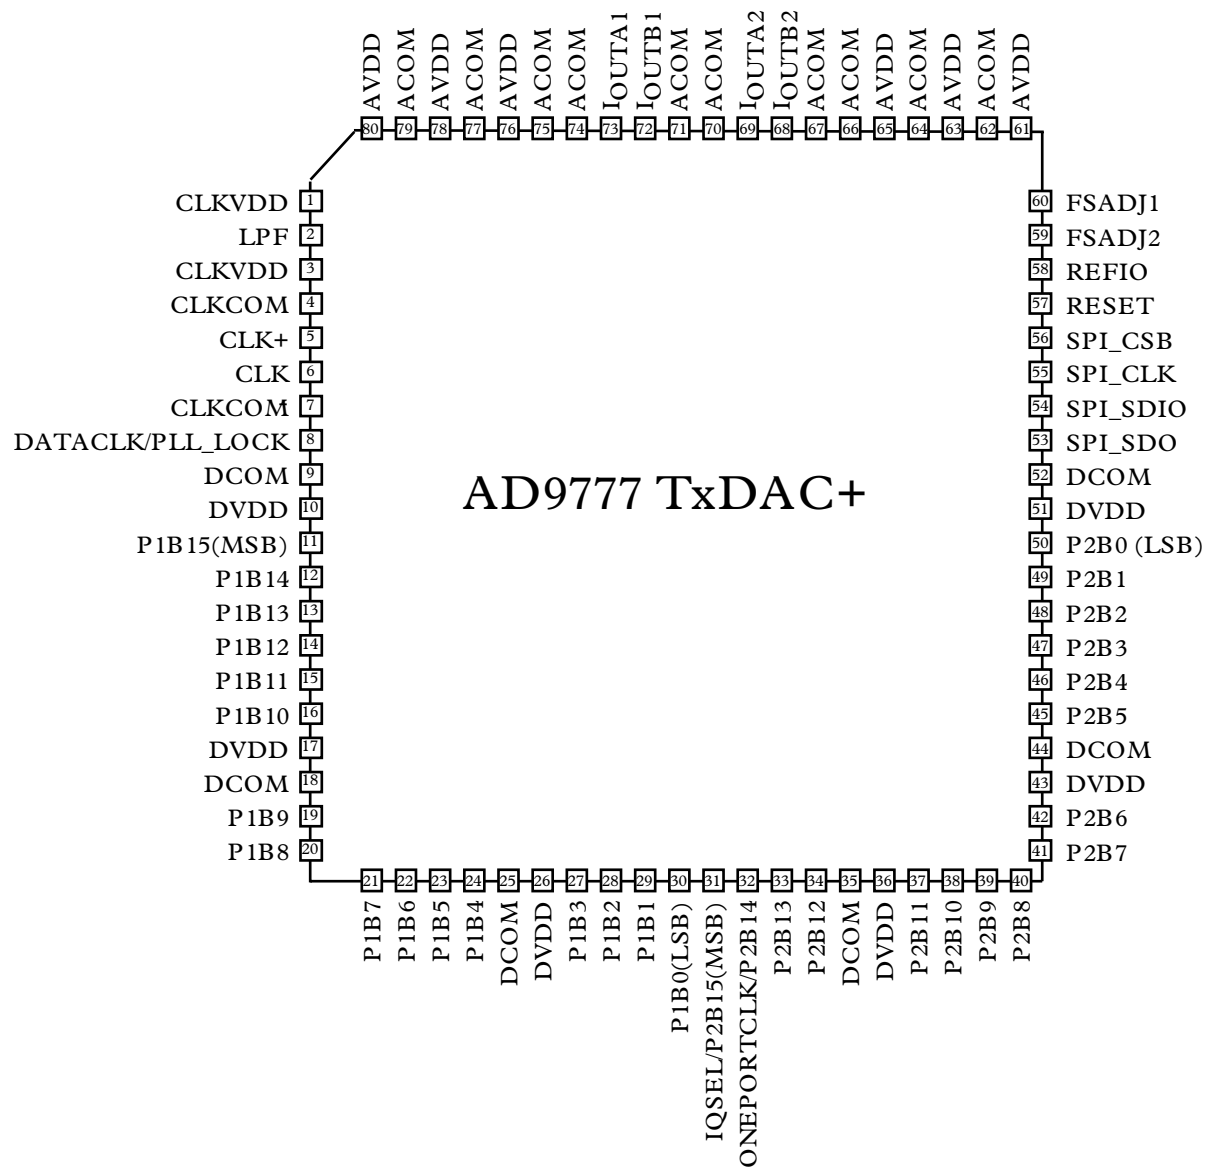 AVDD
ACOM
AVDD
ACOM
AVDD
ACOM
ACOM
IOUTA1
IOUTB1
ACOM
ACOM
IOUTA2
IOUTB2
ACOM
ACOM
AVDD
ACOM
AVDD
ACOM
AVDD
80 79 78 77 76 75 74 73 72 71 70 69 68 67 66 65 64 63 62 61
CLKVDD 1
LPF 2
CLKVDD 3
CLKCOM 4
CLK+ 5
CLK 6
CLKCOM 7
DATACLK/PLL_LOCK 8
DCOM 9
DVDD 10
P1B15(MSB) 11
P1B14 12
P1B13 13
P1B12 14
P1B11 15
P1B10 16
DVDD 17
DCOM 18
P1B9 19
P1B8 20
AD9777 TxDAC+
60 FSADJ1
59 FSADJ2
58 REFIO
57 RESET
56 SPI_CSB
55 SPI_CLK
54 SPI_SDIO
53 SPI_SDO
52 DCOM
51 DVDD
50 P2B0 (LSB)
49 P2B1
48 P2B2
47 P2B3
46 P2B4
45 P2B5
44 DCOM
43 DVDD
42 P2B6
41 P2B7
21 22 23 24 25 26 27 28 29 30 31 32 33 34 35 36 37 38 39 40
P1B7
P1B6
P1B5
P1B4
DCOM
DVDD
P1B3
P1B2
P1B1
P1B0(LSB)
IQSEL/P2B15(MSB)
ONEPORTCLK/P2B14
P2B13
P2B12
DCOM
DVDD
P2B11
P2B10
P2B9
P2B8